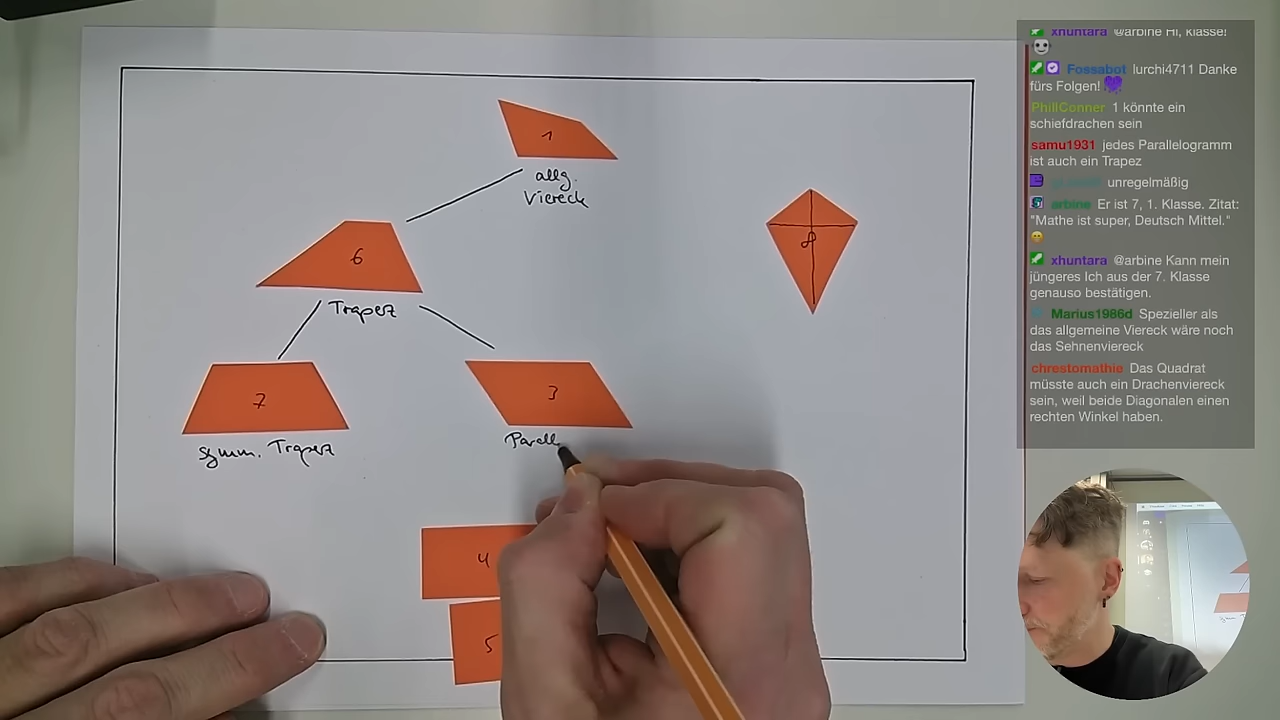 1
allg.
Viereck
6
Trapez
7
symm. Trapez
3
Parall
8
4
5
xhuntara @arbine Hi, klasse!
Fossabot lurchi4711 Danke
fürs Folgen!
PhillConner 1 könnte ein
schiefdrachen sein
samu1931 jedes Parallelogramm
ist auch ein Trapez
unregelmäßig
arbine Er ist 7, 1. Klasse. Zitat:
"Mathe ist super, Deutsch Mittel."
xhuntara @arbine Kann mein
jüngeres Ich aus der 7. Klasse
genauso bestätigen.
Marius1986d Spezieller als
das allgemeine Viereck wäre noch
das Sehnenviereck
chrestomathie Das Quadrat
müsste auch ein Drachenviereck
sein, weil beide Diagonalen einen
rechten Winkel haben.